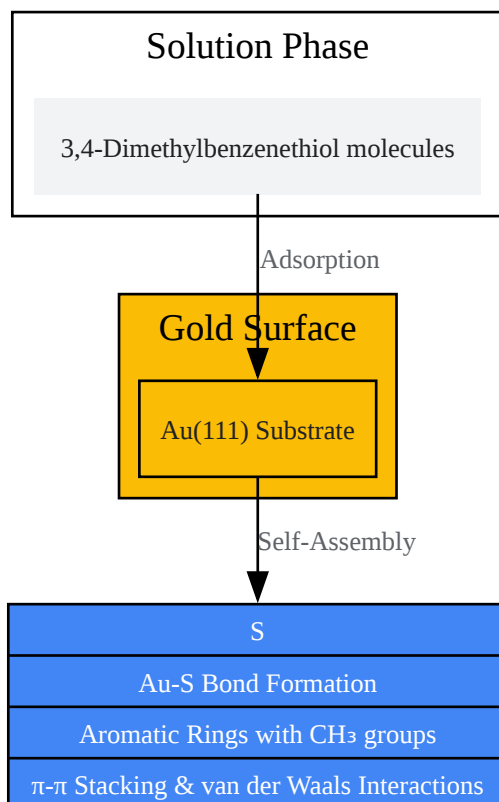 Solution Phase
3,4-Dimethylbenzenethiol molecules
Adsorption
Gold Surface
Au(111) Substrate
Self-Assembly
S
Au-S Bond Formation
Aromatic Rings with CH₃ groups
π-π Stacking & van der Waals Interactions